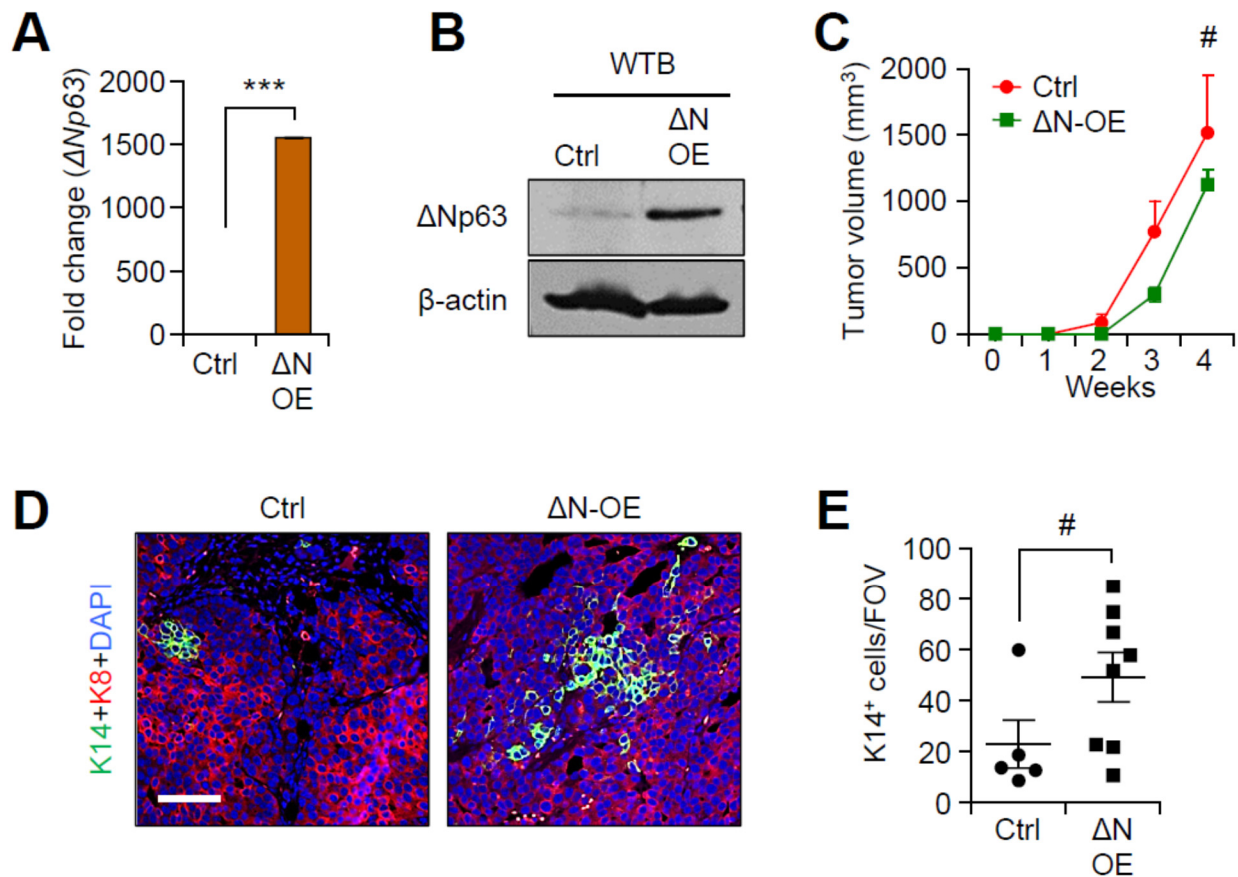 A
Fold change (ΔNp63)
2000
1500
1000
500
0
***
Ctrl
ΔN
OE
B
WTB
Ctrl
ΔN
OE
ΔNp63
β-actin
C
#
Tumor volume (mm³)
2000
1500
1000
500
0
Ctrl
ΔN-OE
0 1 2 3 4
Weeks
D
Ctrl
ΔN-OE
K14+K8+DAPI
E
#
K14⁺ cells/FOV
100
80
60
40
20
0
Ctrl
ΔN
OE